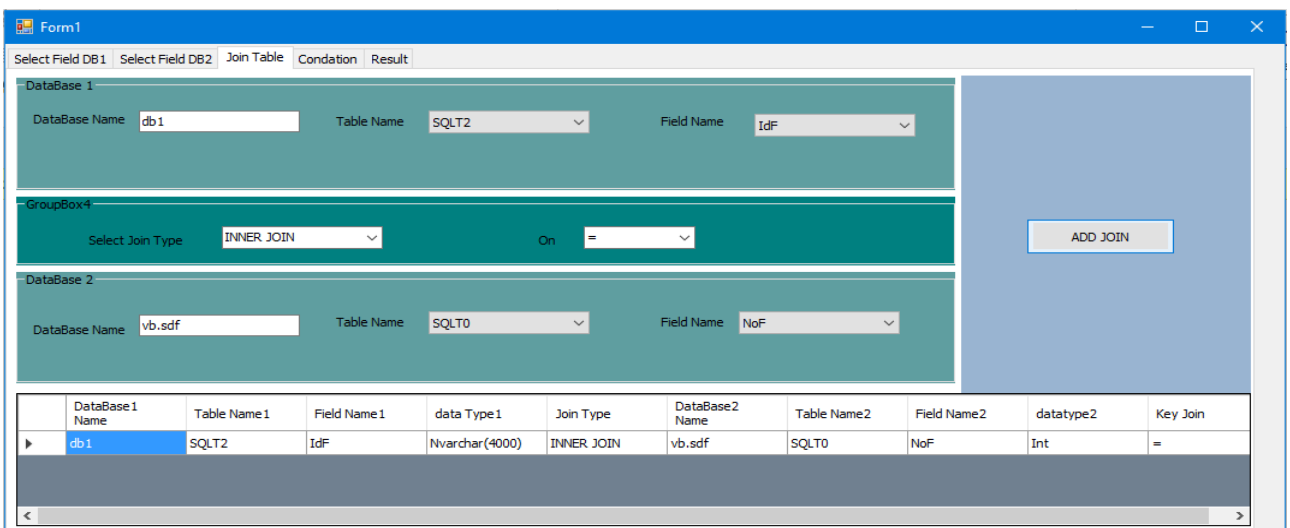 Form1
Select Field DB1 Select Field DB2 Join Table Condation Result
DataBase 1
DataBase Name db1 Table Name SQLT2 Field Name IdF
GroupBox4
Select Join Type INNER JOIN On =
ADD JOIN
DataBase 2
DataBase Name vb.sdf Table Name SQLT0 Field Name NoF
DataBase1 Name Table Name1 Field Name1 data Type1 Join Type DataBase2 Name Table Name2 Field Name2 datatype2 Key Join
db1 SQLT2 IdF Nvarchar(4000) INNER JOIN vb.sdf SQLT0 NoF Int =